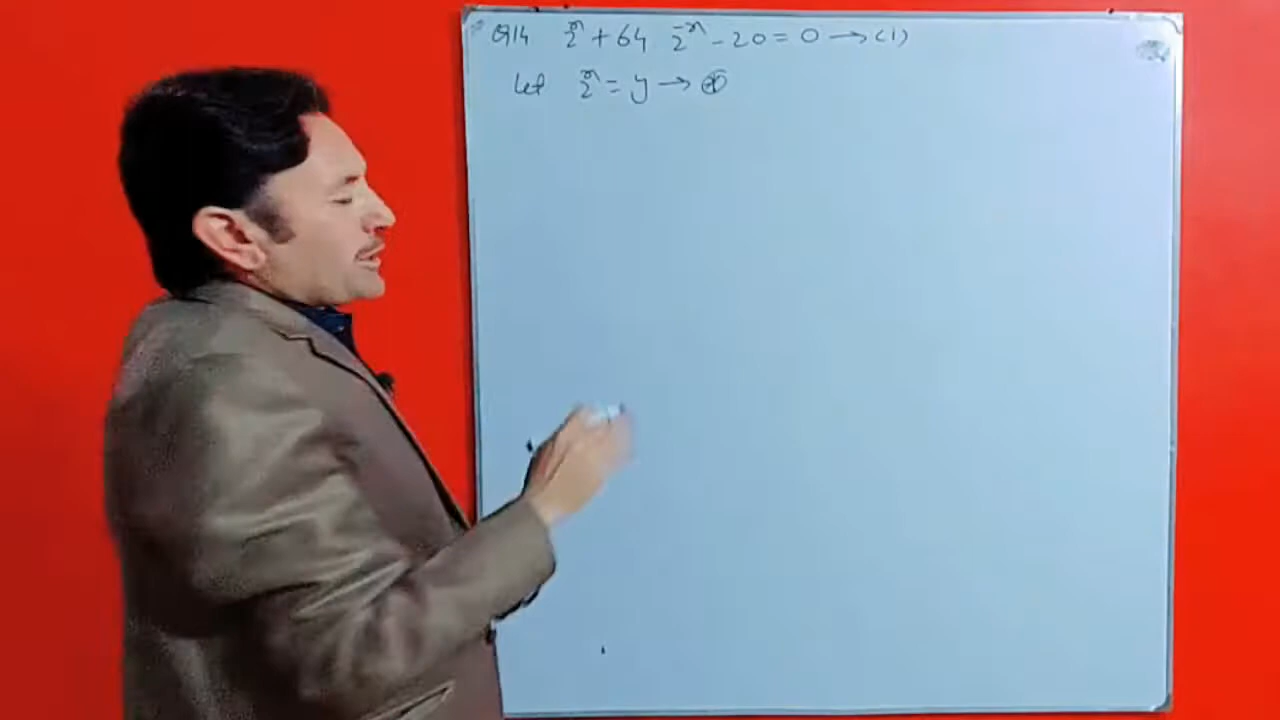 Q14 2^x + 64 2^-x - 20 = 0 → (1)
Let 2^x = y → ⊛